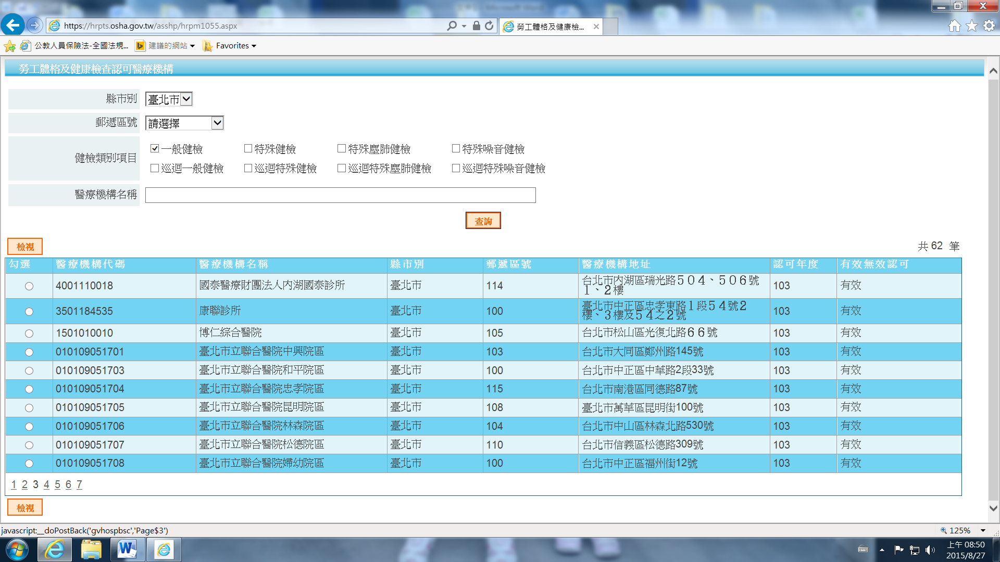 https://hrpts.osha.gov.tw/asshp/hrpm1055.aspx
勞工體格及健康檢...
公教人員保險法-全國法規...
建議的網站
Favorites
勞工體格及健康檢查認可醫療機構
縣市別 臺北市
郵遞區號 請選擇
健檢類別項目
一般健檢 特殊健檢 特殊塵肺健檢 特殊噪音健檢
巡迴一般健檢 巡迴特殊健檢 巡迴特殊塵肺健檢 巡迴特殊噪音健檢
醫療機構名稱
查詢
檢視
共 62 筆
勾選 醫療機構代碼 醫療機構名稱 縣市別 郵遞區號 醫療機構地址 認可年度 有效無效認可
4001110018 國泰醫療財團法人內湖國泰診所 臺北市 114 台北市內湖區瑞光路５０４、５０６號
１、２樓 103 有效
3501184535 康聯診所 臺北市 100 臺北市中正區忠孝東路１段５４號２
樓、３樓及５４之２號 103 有效
1501010010 博仁綜合醫院 臺北市 105 台北市松山區光復北路６６號 103 有效
010109051701 臺北市立聯合醫院中興院區 臺北市 103 台北市大同區鄭州路145號 103 有效
010109051703 臺北市立聯合醫院和平院區 臺北市 100 台北市中正區中華路2段33號 103 有效
010109051704 臺北市立聯合醫院忠孝院區 臺北市 115 台北市南港區同德路87號 103 有效
010109051705 臺北市立聯合醫院昆明院區 臺北市 108 臺北市萬華區昆明街100號 103 有效
010109051706 臺北市立聯合醫院林森院區 臺北市 104 台北市中山區林森北路530號 103 有效
010109051707 臺北市立聯合醫院松德院區 臺北市 110 台北市信義區松德路309號 103 有效
010109051708 臺北市立聯合醫院婦幼院區 臺北市 100 台北市中正區福州街12號 103 有效
1 2 3 4 5 6 7
檢視
javascript:__doPostBack('gvhospbsc','Page$3')
125%
上午 08:50
2015/8/27